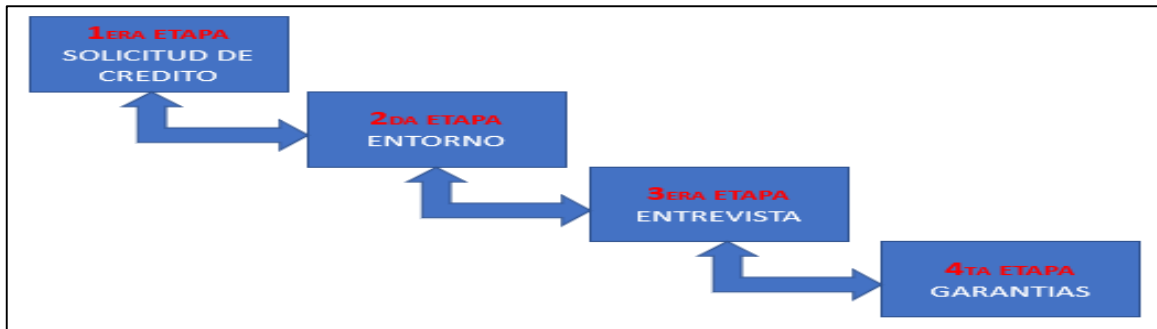 1ERA ETAPA
SOLICITUD DE
CREDITO
2DA ETAPA
ENTORNO
3ERA ETAPA
ENTREVISTA
4TA ETAPA
GARANTIAS